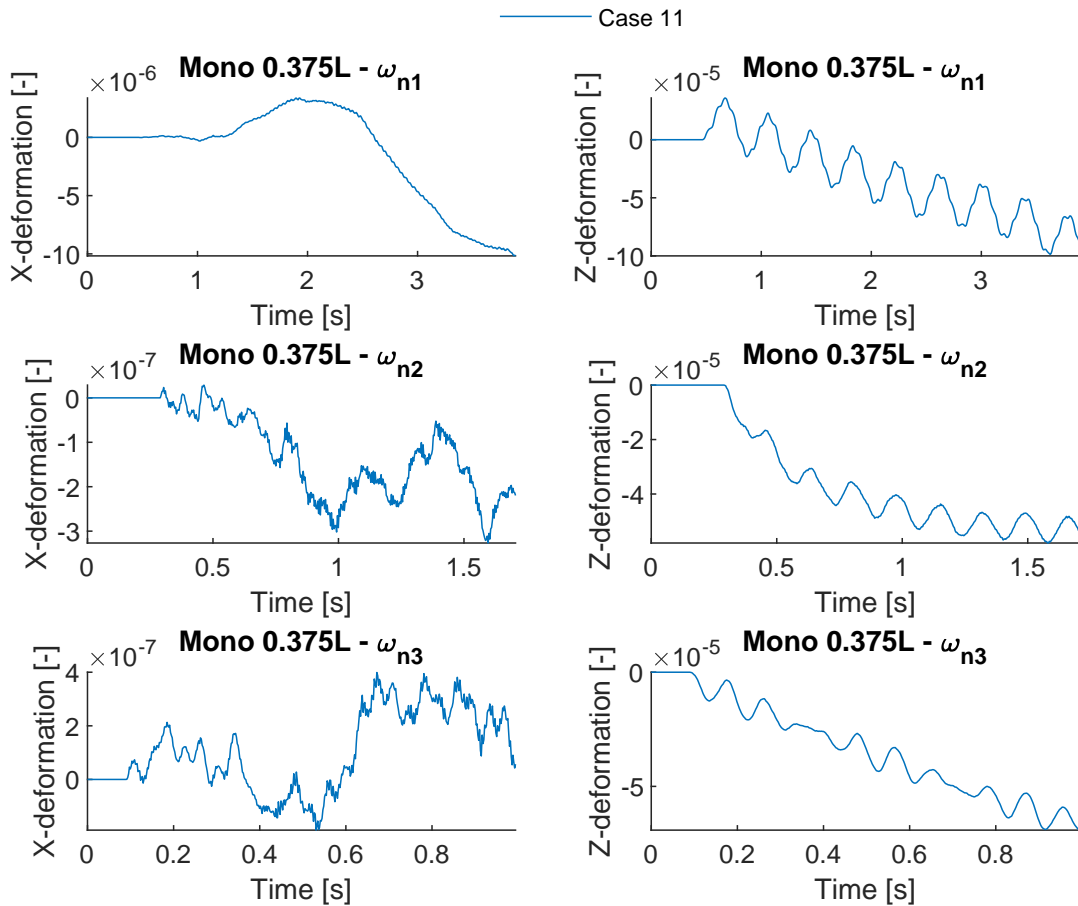 Case 11
Mono 0.375L - ωn1
×10-6
X-deformation [-]
0
-5
-10
0 1 2 3
Time [s]
Mono 0.375L - ωn1
×10-5
Z-deformation [-]
0
-5
-10
0 1 2 3
Time [s]
Mono 0.375L - ωn2
×10-7
X-deformation [-]
0
-1
-2
-3
0 0.5 1 1.5
Time [s]
Mono 0.375L - ωn2
×10-5
Z-deformation [-]
0
-2
-4
0 0.5 1 1.5
Time [s]
Mono 0.375L - ωn3
×10-7
X-deformation [-]
4
2
0
0 0.2 0.4 0.6 0.8
Time [s]
Mono 0.375L - ωn3
×10-5
Z-deformation [-]
0
-5
0 0.2 0.4 0.6 0.8
Time [s]